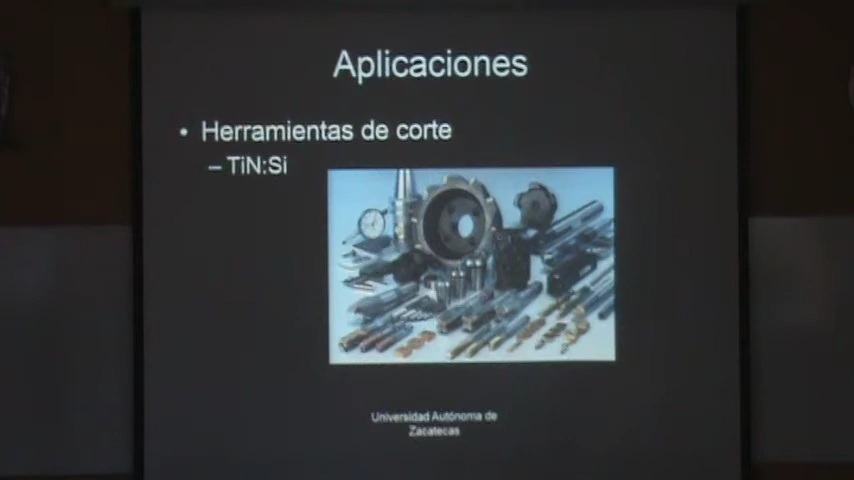 Aplicaciones
• Herramientas de corte
– TiN:Si
Universidad Autónoma de
Zacatecas